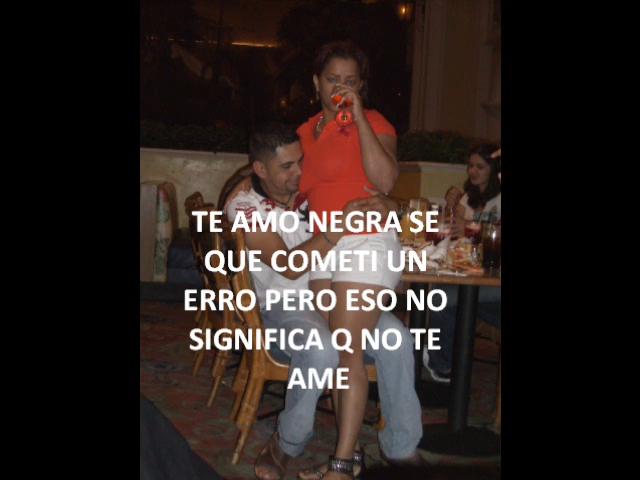 TE AMO NEGRA SE
QUE COMETI UN
ERRO PERO ESO NO
SIGNIFICA Q NO TE
AME